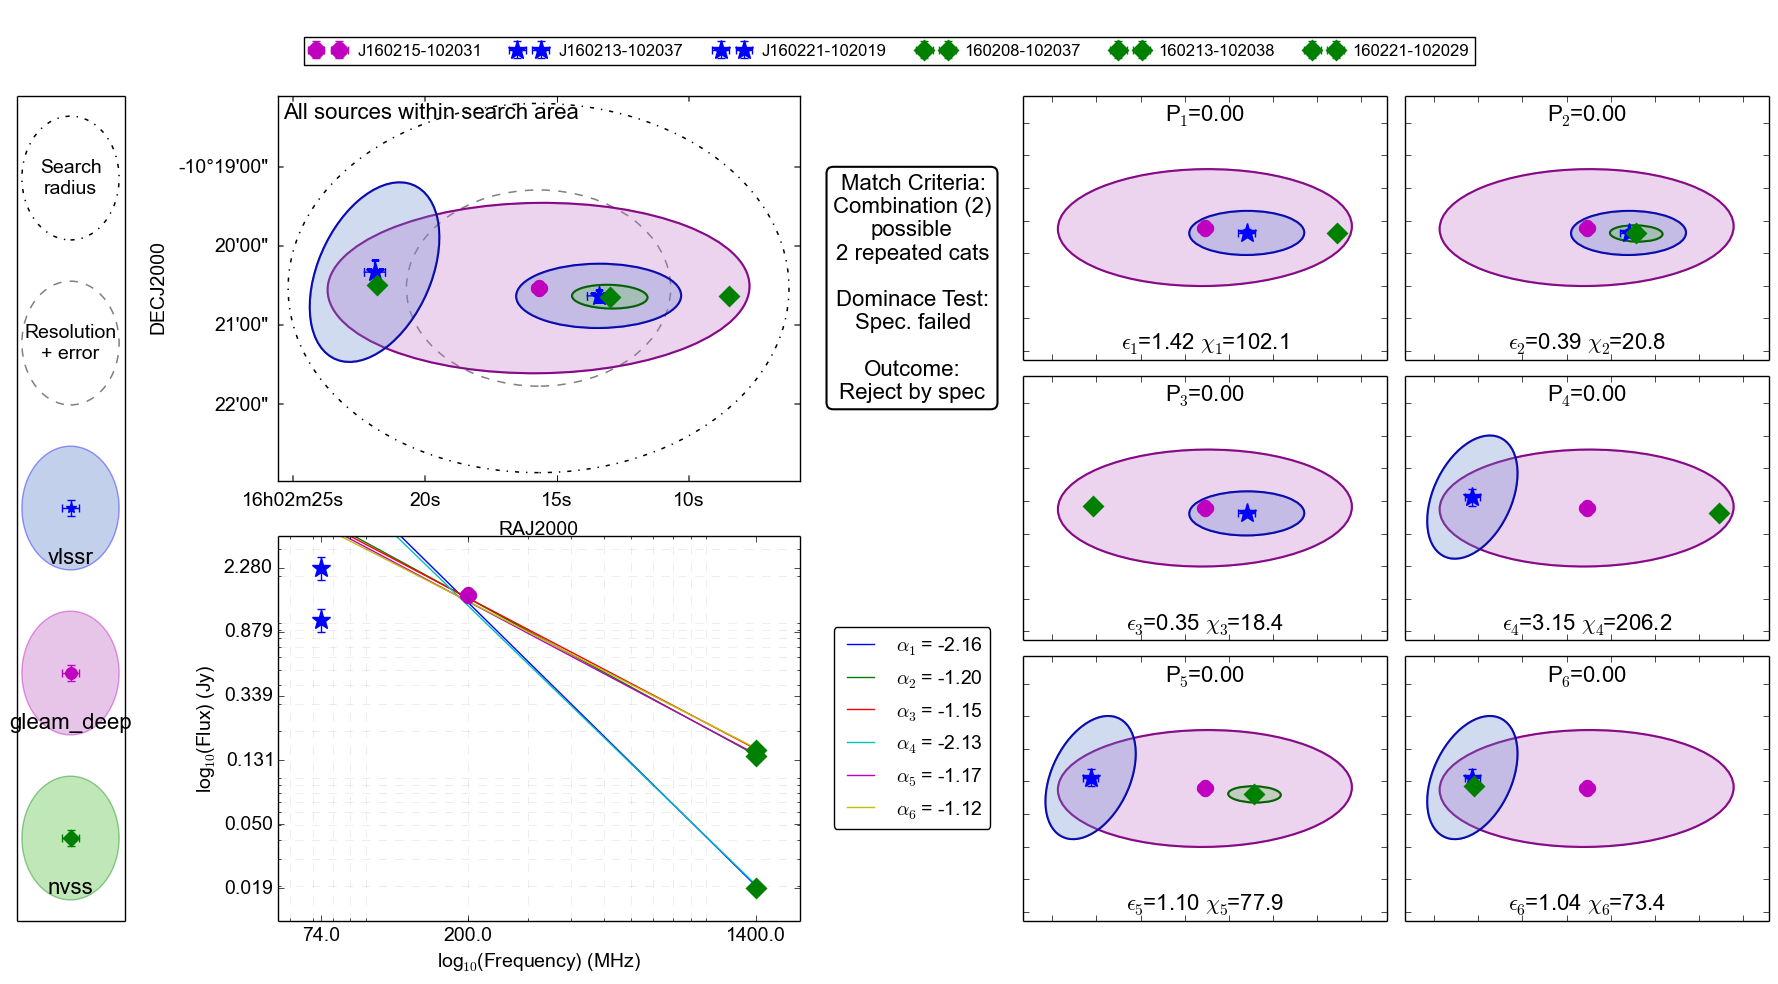 J160215-102031 J160213-102037 J160221-102019 160208-102037 160213-102038 160221-102029
Search
radius
Resolution
+ error
vlssr
gleam_deep
nvss
All sources within search area
DECJ2000
-10°19'00"
20'00"
21'00"
22'00"
16h02m25s 20s 15s 10s
RAJ2000
Match Criteria:
Combination (2)
possible
2 repeated cats
Dominace Test:
Spec. failed
Outcome:
Reject by spec
log₁₀(Flux) (Jy)
2.280
0.879
0.339
0.131
0.050
0.019
74.0 200.0 1400.0
log₁₀(Frequency) (MHz)
α₁ = -2.16
α₂ = -1.20
α₃ = -1.15
α₄ = -2.13
α₅ = -1.17
α₆ = -1.12
P₁=0.00
ϵ₁=1.42 χ₁=102.1
P₂=0.00
ϵ₂=0.39 χ₂=20.8
P₃=0.00
ϵ₃=0.35 χ₃=18.4
P₄=0.00
ϵ₄=3.15 χ₄=206.2
P₅=0.00
ϵ₅=1.10 χ₅=77.9
P₆=0.00
ϵ₆=1.04 χ₆=73.4